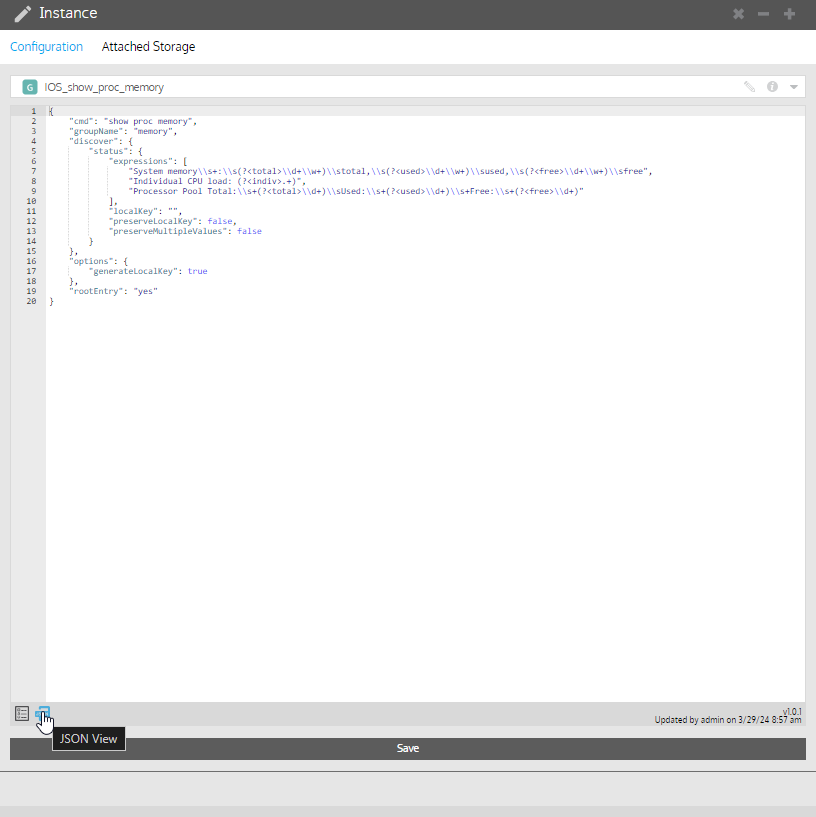 Instance
Configuration Attached Storage
G IOS_show_proc_memory
1 {
2 "cmd": "show proc memory",
3 "groupName": "memory",
4 "discover": {
5 "status": {
6 "expressions": [
7 "System memory\\s+:\\s(?<total>\\d+\\w+)\\stotal,\\s(?<used>\\d+\\w+)\\sused,\\s(?<free>\\d+\\w+)\\sfree",
8 "Individual CPU load: (?<indiv>.+)",
9 "Processor Pool Total:\\s+(?<total>\\d+)\\sUsed:\\s+(?<used>\\d+)\\s+Free:\\s+(?<free>\\d+)"
10 ],
11 "localKey": "",
12 "preserveLocalKey": false,
13 "preserveMultipleValues": false
14 }
15 },
16 "options": {
17 "generateLocalKey": true
18 },
19 "rootEntry": "yes"
20 }
v1.0.1
Updated by admin on 3/29/24 8:57 am
JSON View
Save